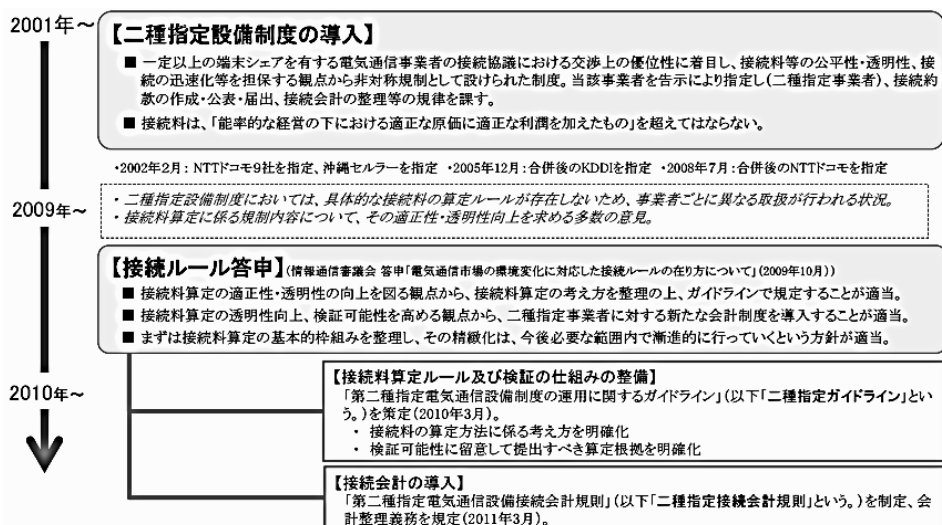 2001年~
【二種指定設備制度の導入】
■ 一定以上の端末シェアを有する電気通信事業者の接続協議における交渉上の優位性に着目し、接続料等の公平性・透明性、接
続の迅速化等を担保する観点から非対称規制として設けられた制度。当該事業者を告示により指定し(二種指定事業者)、接続約
款の作成・公表・届出、接続会計の整理等の規律を課す。
■ 接続料は、「能率的な経営の下における適正な原価に適正な利潤を加えたもの」を超えてはならない。
・2002年2月: NTTドコモ9社を指定、沖縄セルラーを指定 ・2005年12月:合併後のKDDIを指定 ・2008年7月:合併後のNTTドコモを指定
2009年~
・二種指定設備制度においては、具体的な接続料の算定ルールが存在しないため、事業者ごとに異なる取扱が行われる状況。
・接続料算定に係る規制内容について、その適正性・透明性向上を求める多数の意見。
【接続ルール答申】(情報通信審議会 答申「電気通信市場の環境変化に対応した接続ルールの在り方について」(2009年10月))
■ 接続料算定の適正性・透明性の向上を図る観点から、接続料算定の考え方を整理の上、ガイドラインで規定することが適当。
■ 接続料算定の透明性向上、検証可能性を高める観点から、二種指定事業者に対する新たな会計制度を導入することが適当。
■ まずは接続料算定の基本的枠組みを整理し、その精緻化は、今後必要な範囲内で漸進的に行っていくという方針が適当。
2010年~
【接続料算定ルール及び検証の仕組みの整備】
「第二種指定電気通信設備制度の運用に関するガイドライン」(以下「二種指定ガイドライン」とい
う。)を策定(2010年3月)。
・ 接続料の算定方法に係る考え方を明確化
・ 検証可能性に留意して提出すべき算定根拠を明確化
【接続会計の導入】
「第二種指定電気通信設備接続会計規則」(以下「二種指定接続会計規則」という。)を制定、会
計整理義務を規定(2011年3月)。